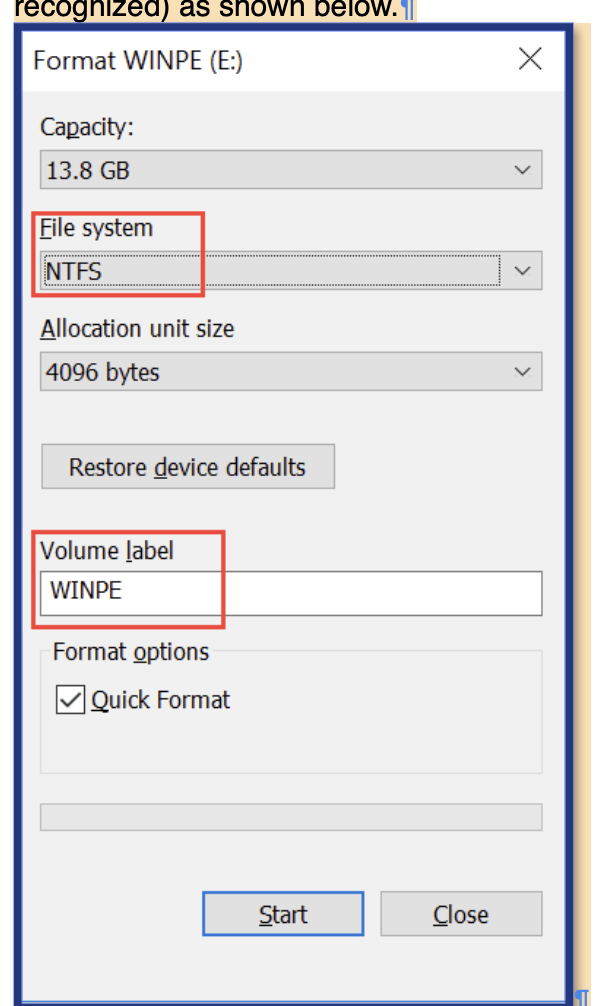 recognized) as shown below.¶
Format WINPE (E:)
Capacity:
13.8 GB
File system
NTFS
Allocation unit size
4096 bytes
Restore device defaults
Volume label
WINPE
Format options
Quick Format
Start
Close
¶